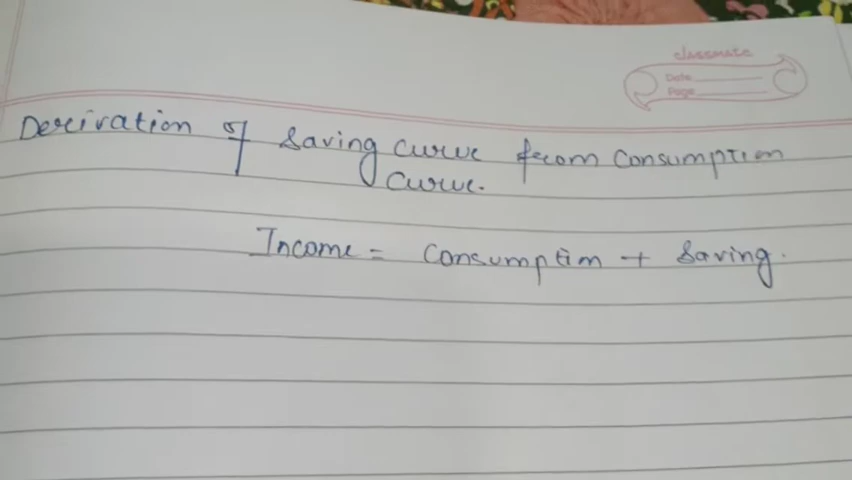 classmate
Date
Page
Derivation of saving curve from consumption
curve.
Income = Consumption + Saving.